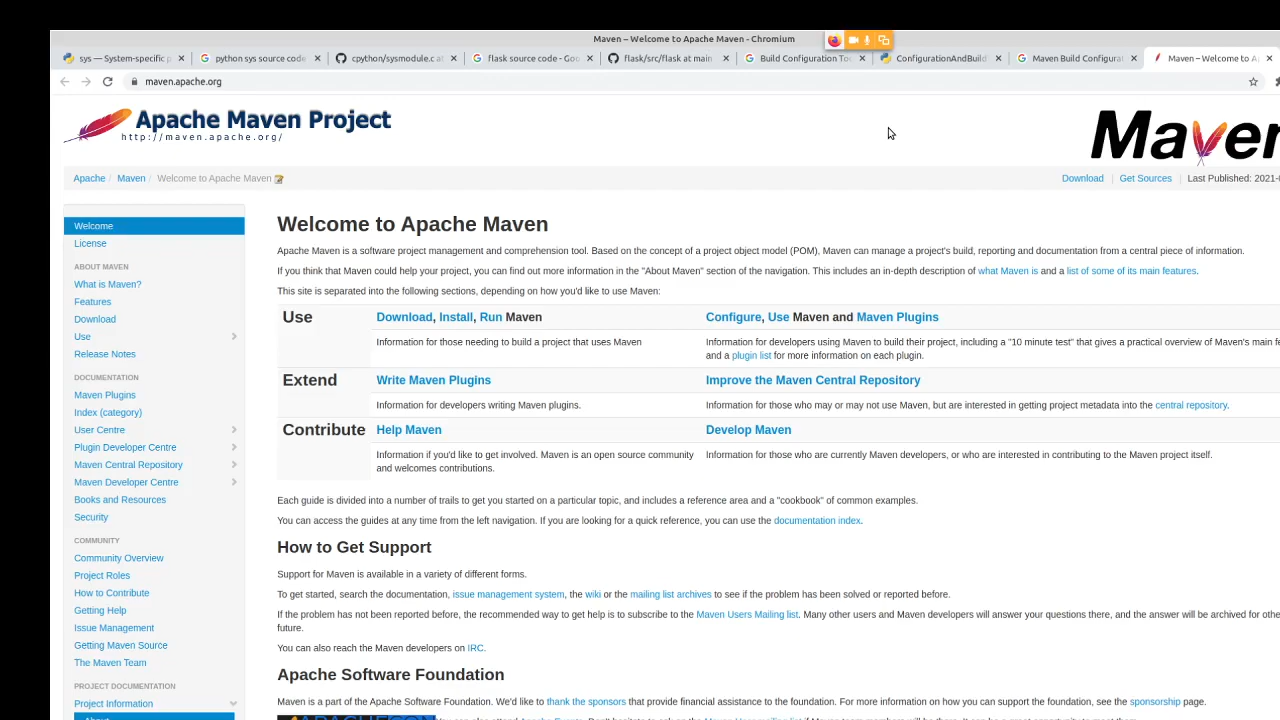 Maven – Welcome to Apache Maven - Chromium
sys — System-specific p
python sys source code
cpython/sysmodule.c at
flask source code - Goo
flask/src/flask at main
Build Configuration Too
ConfigurationAndBuild
Maven Build Configurat
Maven – Welcome to A
maven.apache.org
Apache Maven Project
http://maven.apache.org/
Maven
Apache / Maven / Welcome to Apache Maven
Download | Get Sources | Last Published: 2021-
Welcome
License
ABOUT MAVEN
What is Maven?
Features
Download
Use
Release Notes
DOCUMENTATION
Maven Plugins
Index (category)
User Centre
Plugin Developer Centre
Maven Central Repository
Maven Developer Centre
Books and Resources
Security
COMMUNITY
Community Overview
Project Roles
How to Contribute
Getting Help
Issue Management
Getting Maven Source
The Maven Team
PROJECT DOCUMENTATION
Project Information
About
Welcome to Apache Maven
Apache Maven is a software project management and comprehension tool. Based on the concept of a project object model (POM), Maven can manage a project's build, reporting and documentation from a central piece of information.
If you think that Maven could help your project, you can find out more information in the "About Maven" section of the navigation. This includes an in-depth description of what Maven is and a list of some of its main features.
This site is separated into the following sections, depending on how you'd like to use Maven:
Use
Download, Install, Run Maven
Information for those needing to build a project that uses Maven
Configure, Use Maven and Maven Plugins
Information for developers using Maven to build their project, including a "10 minute test" that gives a practical overview of Maven's main fe
and a plugin list for more information on each plugin.
Extend
Write Maven Plugins
Information for developers writing Maven plugins.
Improve the Maven Central Repository
Information for those who may or may not use Maven, but are interested in getting project metadata into the central repository.
Contribute
Help Maven
Information if you'd like to get involved. Maven is an open source community
and welcomes contributions.
Develop Maven
Information for those who are currently Maven developers, or who are interested in contributing to the Maven project itself.
Each guide is divided into a number of trails to get you started on a particular topic, and includes a reference area and a "cookbook" of common examples.
You can access the guides at any time from the left navigation. If you are looking for a quick reference, you can use the documentation index.
How to Get Support
Support for Maven is available in a variety of different forms.
To get started, search the documentation, issue management system, the wiki or the mailing list archives to see if the problem has been solved or reported before.
If the problem has not been reported before, the recommended way to get help is to subscribe to the Maven Users Mailing list. Many other users and Maven developers will answer your questions there, and the answer will be archived for othe
future.
You can also reach the Maven developers on IRC.
Apache Software Foundation
Maven is a part of the Apache Software Foundation. We'd like to thank the sponsors that provide financial assistance to the foundation. For more information on how you can support the foundation, see the sponsorship page.